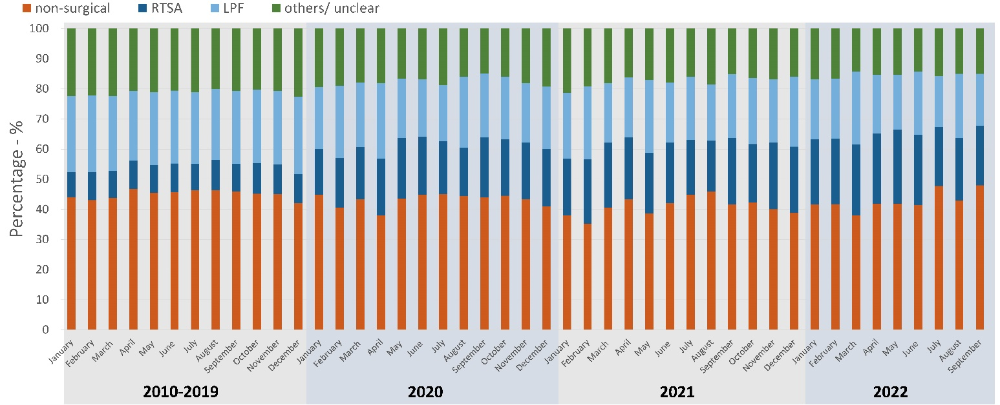 non-surgical RTSA LPF others/ unclear
Percentage - %
100
90
80
70
60
50
40
30
20
10
0
January February March April May June July August September October November December January February March April May June July August September October November December January February March April May June July August September October November December January February March April May June July August September
2010-2019 2020 2021 2022